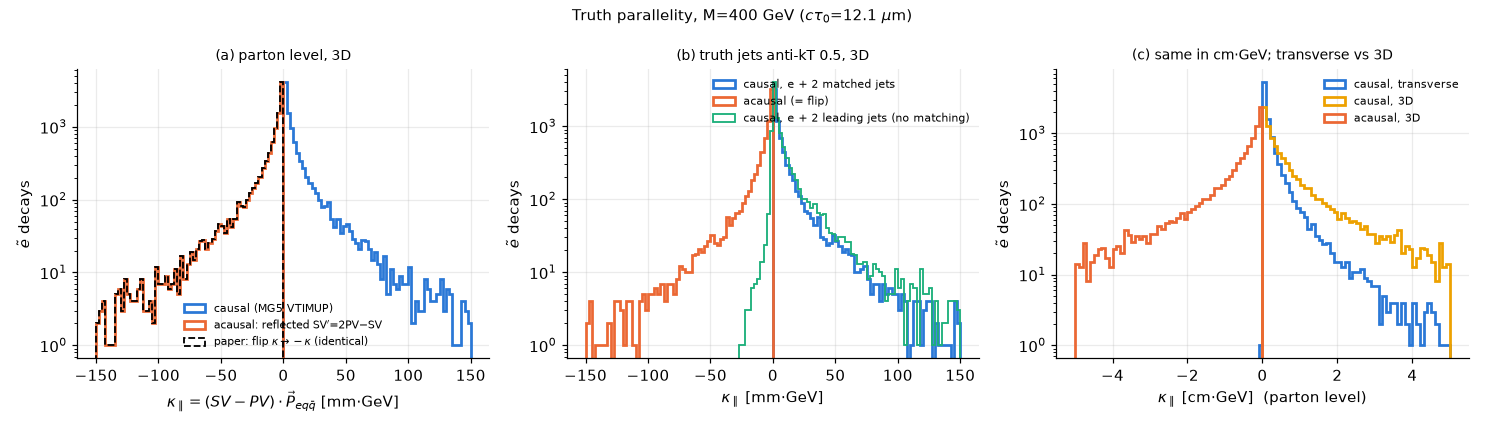 Truth parallelity, M=400 GeV (cτ₀=12.1 μm)
(a) parton level, 3D
ẽ decays
10³
10²
10¹
10⁰
causal (MG5 VTIMUP)
acausal: reflected SV′=2PV−SV
paper: flip κ → −κ (identical)
−150 −100 −50 0 50 100 150
κ∥ = (SV − PV) · P⃗eqq̄ [mm·GeV]
(b) truth jets anti-kT 0.5, 3D
ẽ decays
10³
10²
10¹
10⁰
causal, e + 2 matched jets
acausal (= flip)
causal, e + 2 leading jets (no matching)
−150 −100 −50 0 50 100 150
κ∥ [mm·GeV]
(c) same in cm·GeV; transverse vs 3D
ẽ decays
10³
10²
10¹
10⁰
causal, transverse
causal, 3D
acausal, 3D
−4 −2 0 2 4
κ∥ [cm·GeV]  (parton level)